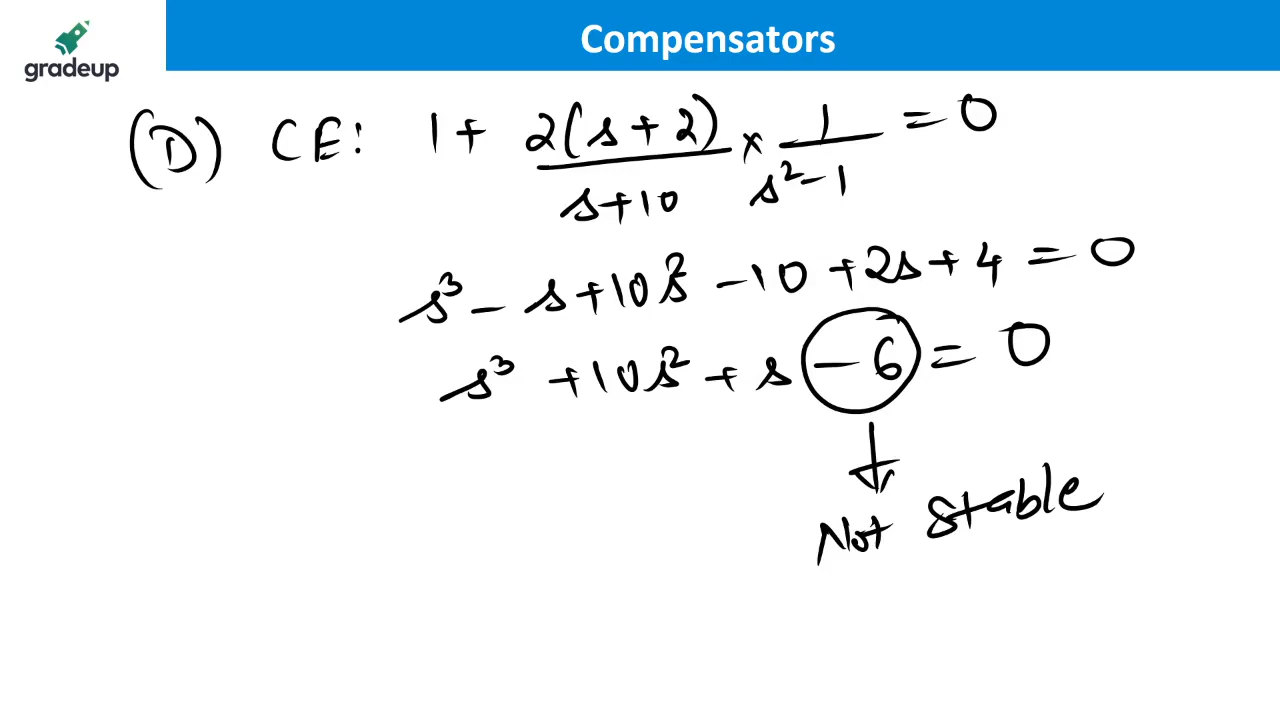 Compensators
gradeup
(D) CE: 1 + 2(s+2)/(s+10) × 1/(s²-1) = 0
s³ - s + 10s² - 10 + 2s + 4 = 0
s³ + 10s² + s - 6 = 0
Not stable